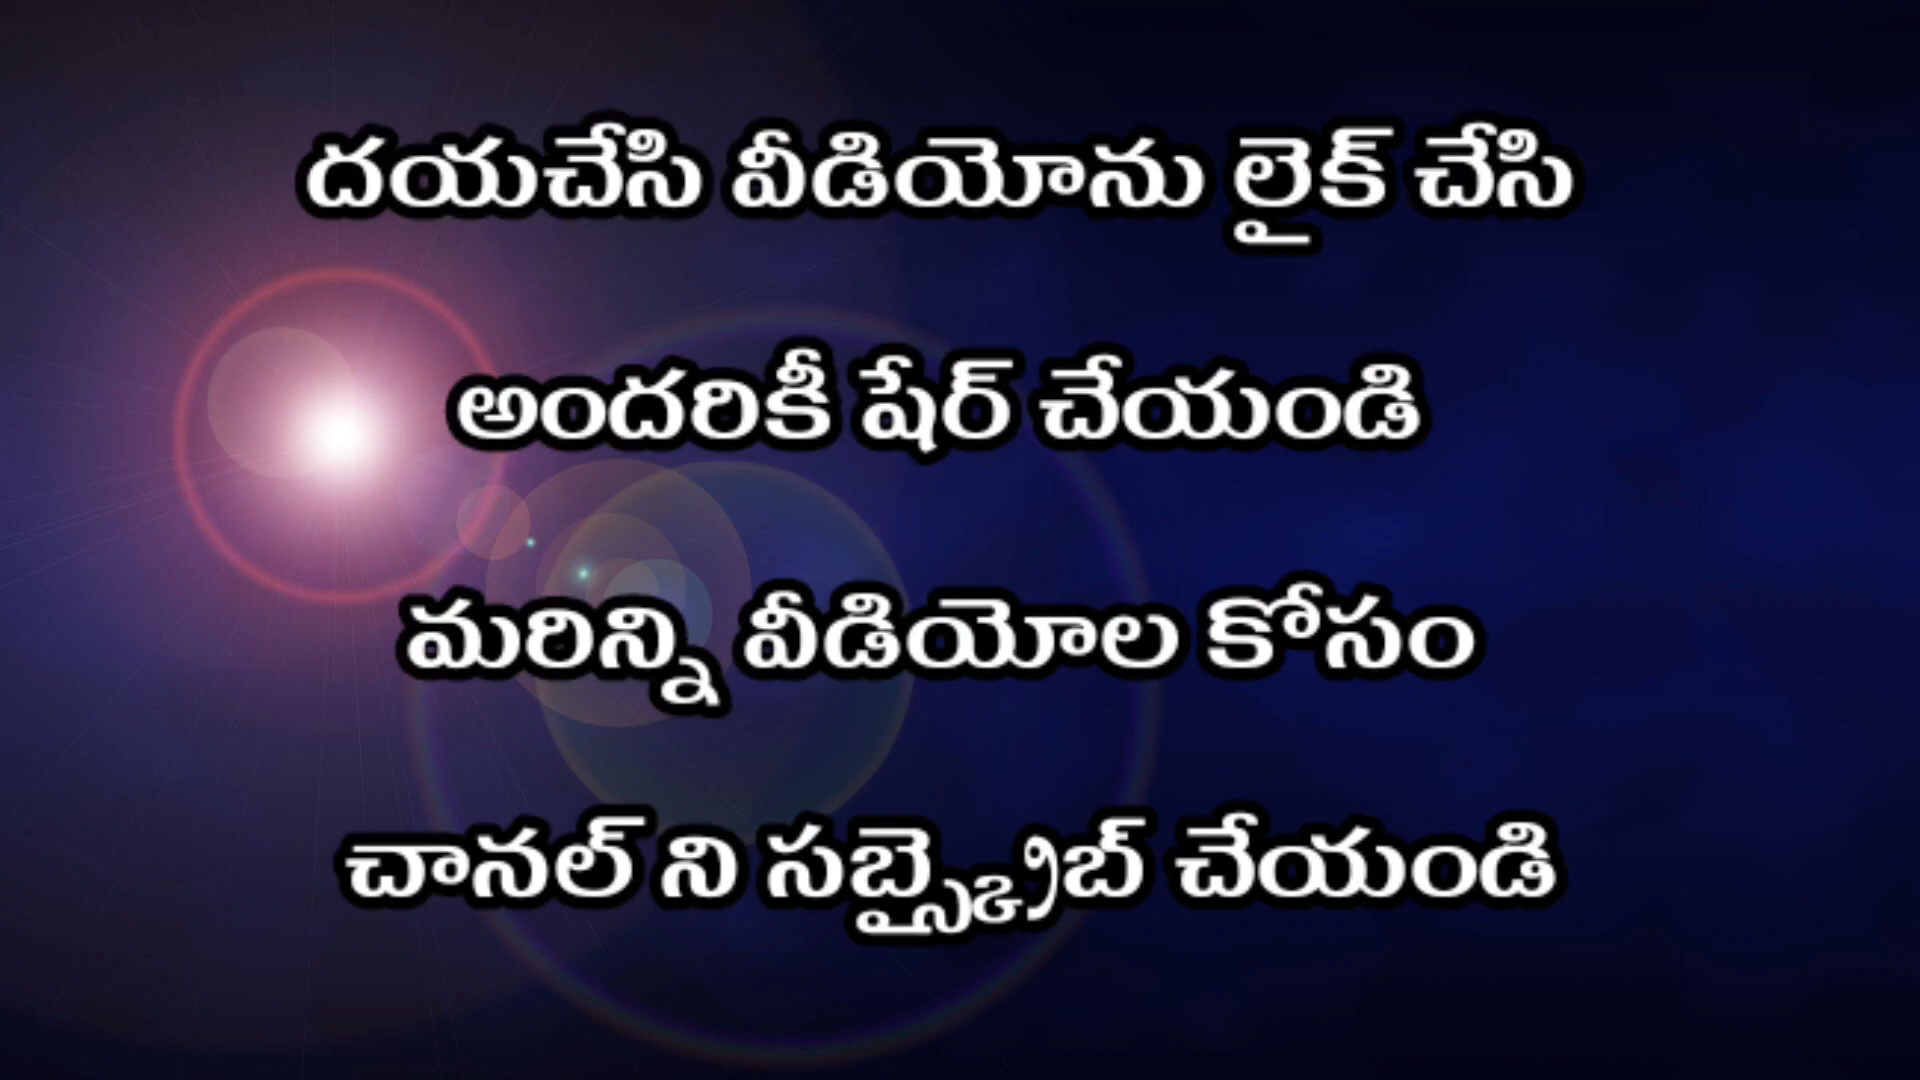 దయచేసి వీడియోను లైక్ చేసి
అందరికీ షేర్ చేయండి
మరిన్ని వీడియోల కోసం
చానల్ ని సబ్స్క్రైబ్ చేయండి